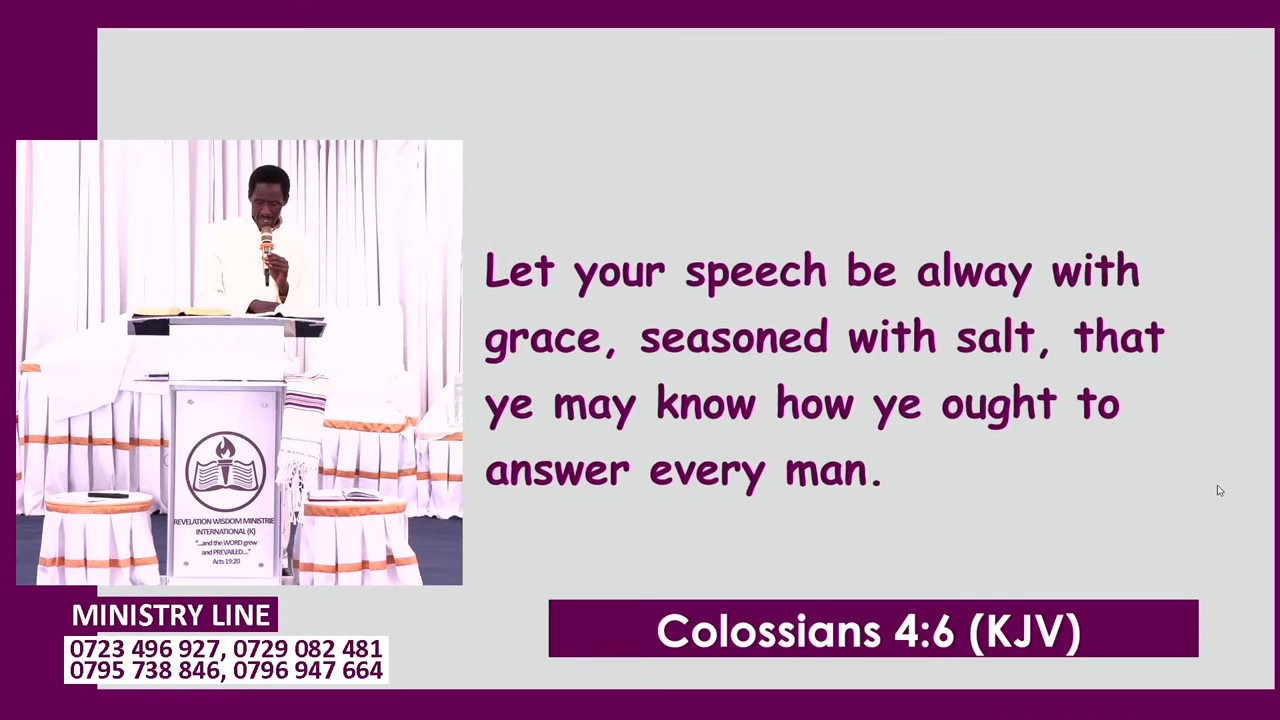 Let your speech be alway with
grace, seasoned with salt, that
ye may know how ye ought to
answer every man.
Colossians 4:6 (KJV)
REVELATION WISDOM MINISTRIE
INTERNATIONAL (K)
"...and the WORD grew
and PREVAILED...."
Acts 19:20
MINISTRY LINE
0723 496 927, 0729 082 481
0795 738 846, 0796 947 664